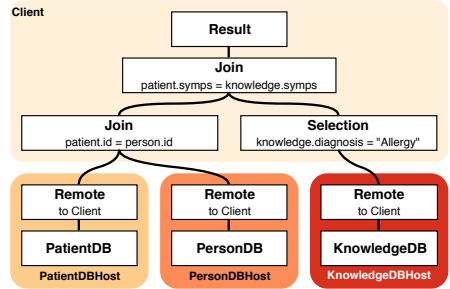 Client
Result
Join
patient.symps = knowledge.symps
Join
patient.id = person.id
Selection
knowledge.diagnosis = "Allergy"
Remote
to Client
Remote
to Client
Remote
to Client
PatientDB
PersonDB
KnowledgeDB
PatientDBHost
PersonDBHost
KnowledgeDBHost